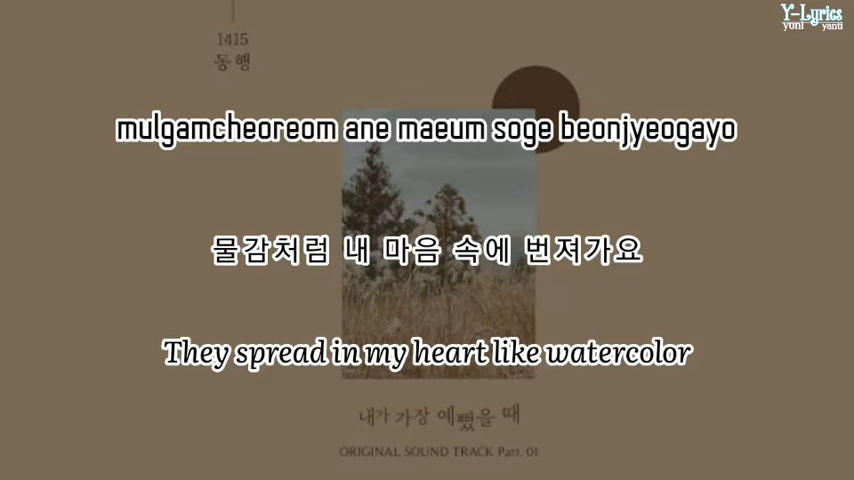 Y-Lyrics
yuni yanti
1415
동행
mulgamcheoreom ane maeum soge beonjyeogayo
물감처럼 내 마음 속에 번져가요
They spread in my heart like watercolor
내가 가장 예뻤을 때
ORIGINAL SOUND TRACK Part. 01